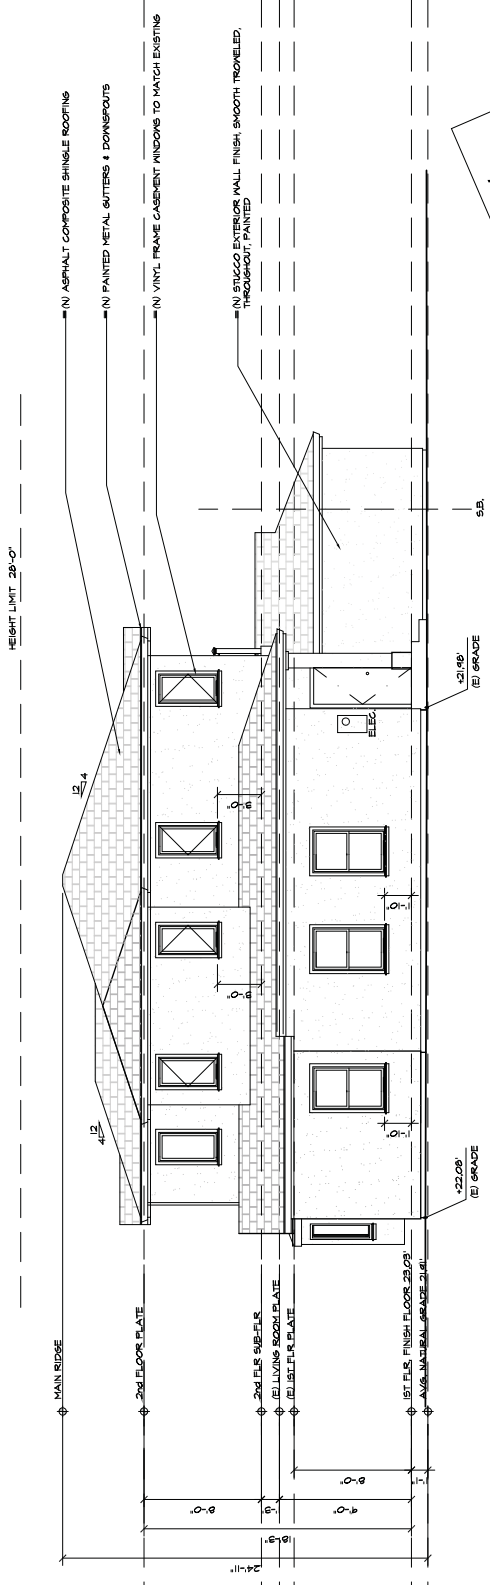 (N) ASPHALT COMPOSITE SHINGLE ROOFING
(N) PAINTED METAL GUTTERS & DOWNSPOUTS
(N) VINYL FRAME CASEMENT WINDOWS TO MATCH EXISTING
(N) STUCCO EXTERIOR WALL FINISH, SMOOTH TROWELED,
THROUGHOUT, PAINTED
HEIGHT LIMIT 28'-0"
S.B.
12
4
12
4
3'-0"
3'-0"
ELEC.
1'-10"
1'-10"
+21.98'
(E) GRADE
+22.08'
(E) GRADE
MAIN RIDGE
2nd FLOOR PLATE
2nd FLR SUB-FLR
(E) LIVING ROOM PLATE
(E) 1ST FLR PLATE
1ST FLR, FINISH FLOOR 23.03'
AVG. NATURAL GRADE 21.91'
8'-0"
1'-3"
9'-0"
8'-0"
1'-1"
18'-3"
24'-11"